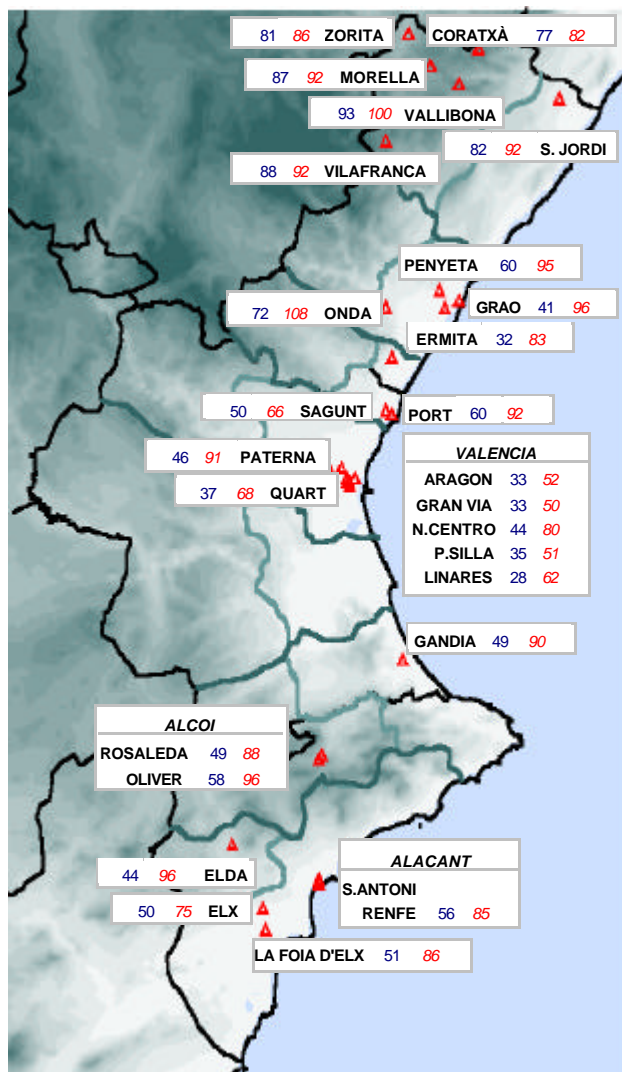 81 86 ZORITA
CORATXÀ 77 82
87 92 MORELLA
93 100 VALLIBONA
82 92 S. JORDI
88 92 VILAFRANCA
PENYETA 60 95
72 108 ONDA
GRAO 41 96
ERMITA 32 83
50 66 SAGUNT
PORT 60 92
46 91 PATERNA
37 68 QUART
VALENCIA
ARAGON 33 52
GRAN VIA 33 50
N.CENTRO 44 80
P.SILLA 35 51
LINARES 28 62
GANDIA 49 90
ALCOI
ROSALEDA 49 88
OLIVER 58 96
44 96 ELDA
50 75 ELX
ALACANT
S.ANTONI
RENFE 56 85
LA FOIA D'ELX 51 86